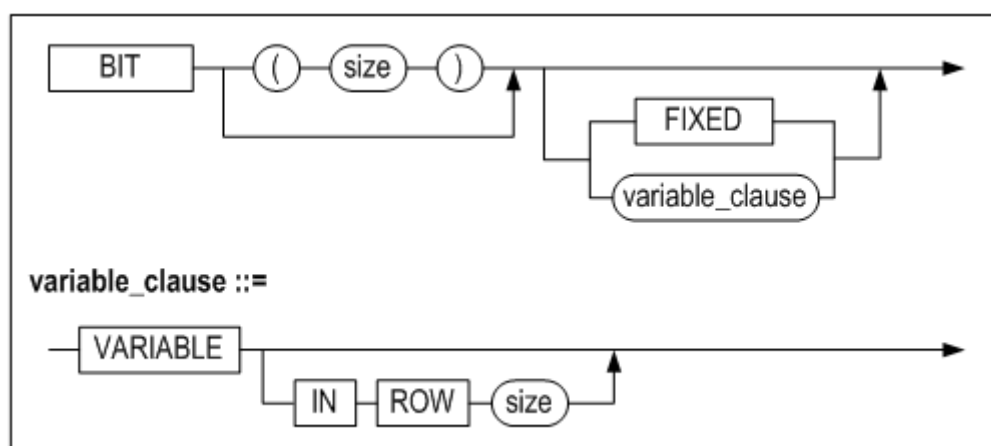 BIT ( size )
FIXED
variable_clause
variable_clause ::=
VARIABLE
IN ROW size